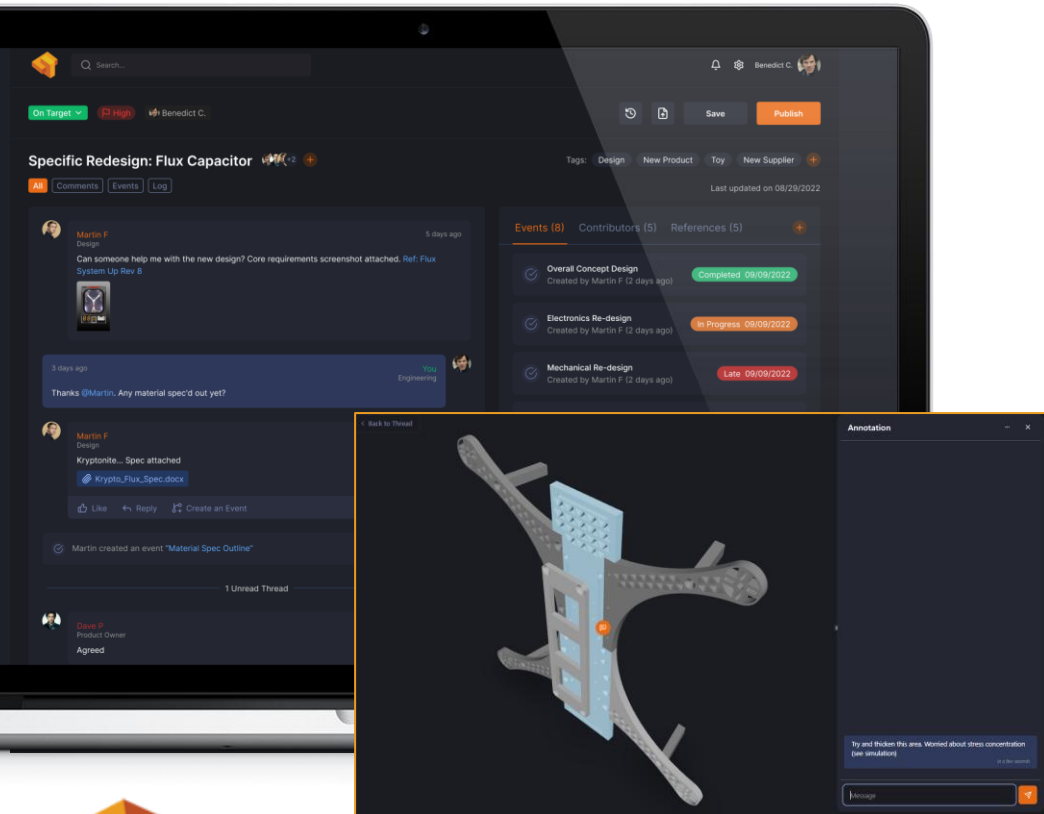 Search...
Benedict C.
On Target
High
Benedict C.
Save
Publish
Specific Redesign: Flux Capacitor
+2
Tags:
Design
New Product
Toy
New Supplier
All
Comments
Events
Log
Last updated on 08/29/2022
Martin F
5 days ago
Design
Can someone help me with the new design? Core requirements screenshot attached. Ref: Flux
System Up Rev 8
Events (8)
Contributors (5)
References (5)
Overall Concept Design
Created by Martin F (2 days ago)
Completed 09/09/2022
Electronics Re-design
Created by Martin F (2 days ago)
In Progress 09/09/2022
Mechanical Re-design
Created by Martin F (2 days ago)
Late 09/09/2022
3 days ago
You
Engineering
Thanks @Martin. Any material spec'd out yet?
Martin F
Design
Kryptonite... Spec attached
Krypto_Flux_Spec.docx
Like
Reply
Create an Event
Martin created an event "Material Spec Outline"
1 Unread Thread
Dave P
Product Owner
Agreed
Back to Thread
Annotation
Try and thicken this area. Worried about stress concentration
(see simulation)
in a few seconds
Message